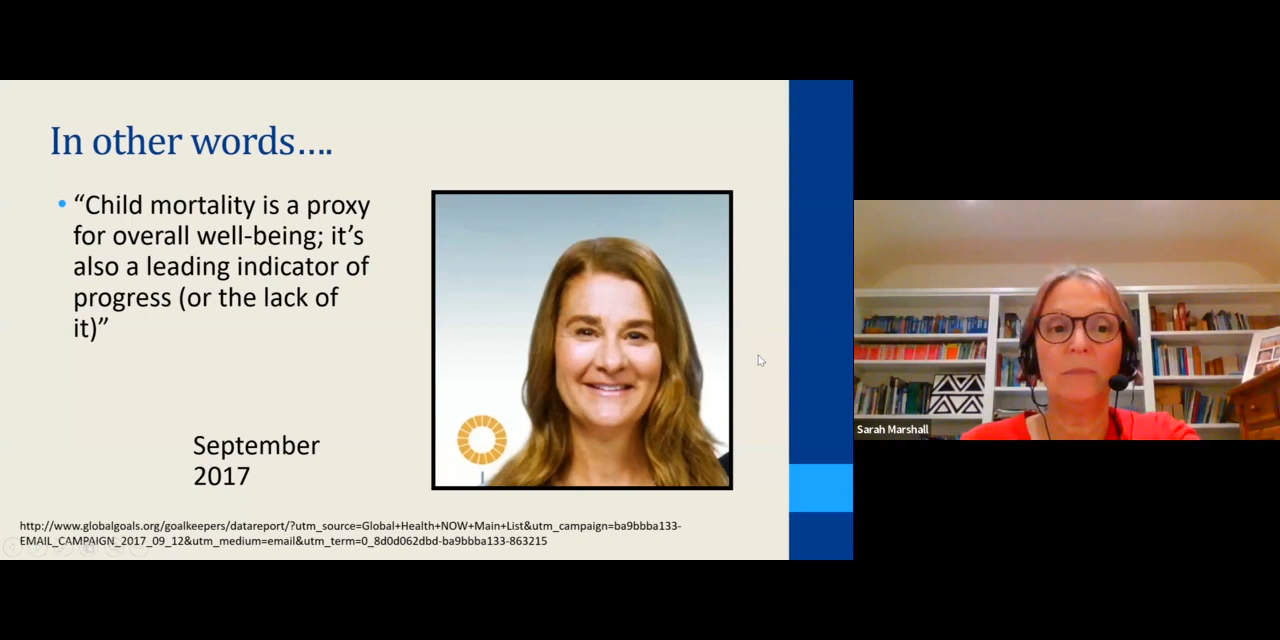 In other words....
• “Child mortality is a proxy
for overall well-being; it’s
also a leading indicator of
progress (or the lack of
it)”
September
2017
http://www.globalgoals.org/goalkeepers/datareport/?utm_source=Global+Health+NOW+Main+List&utm_campaign=ba9bbba133-
EMAIL_CAMPAIGN_2017_09_12&utm_medium=email&utm_term=0_8d0d062dbd-ba9bbba133-863215
Sarah Marshall